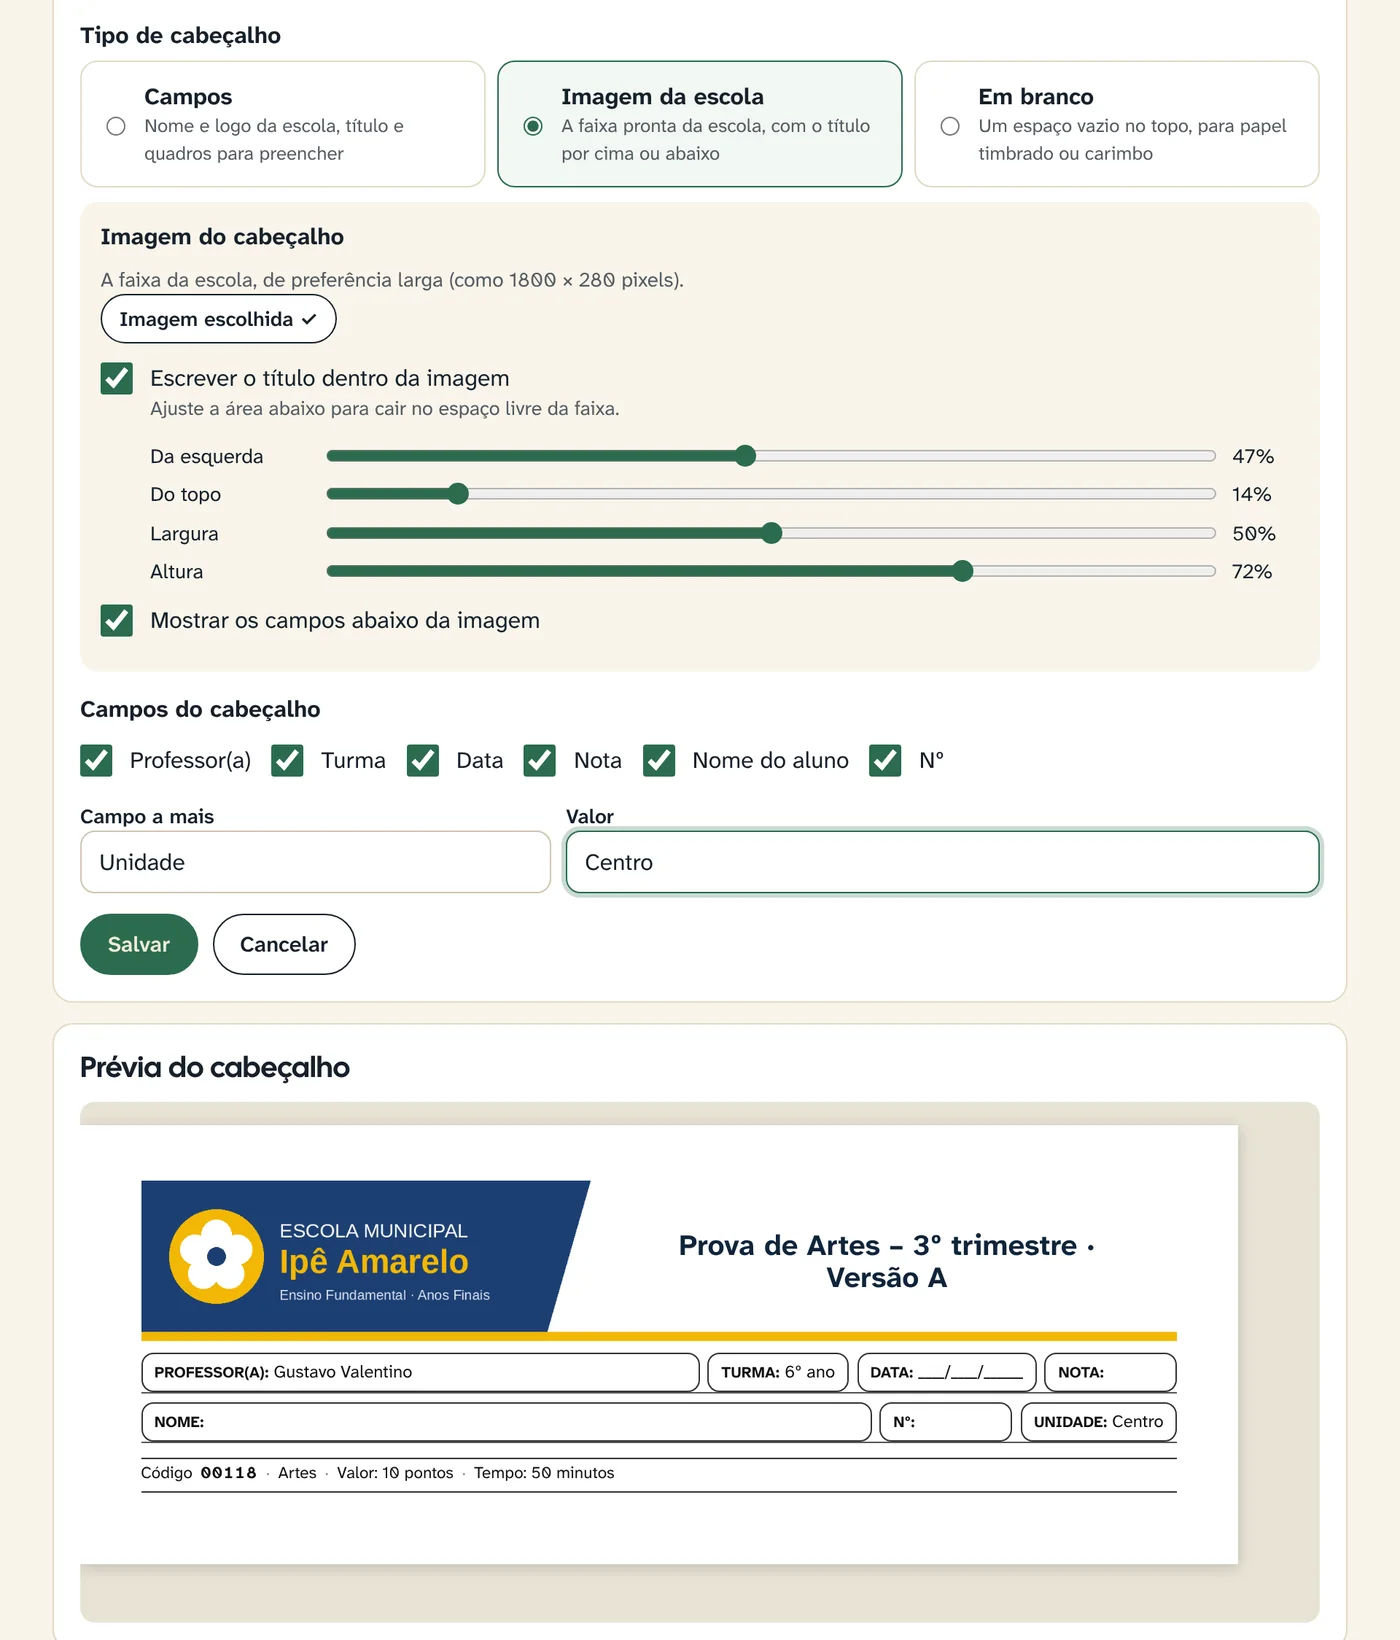 Tipo de cabeçalho
Campos
Nome e logo da escola, título e
quadros para preencher
Imagem da escola
A faixa pronta da escola, com o título
por cima ou abaixo
Em branco
Um espaço vazio no topo, para papel
timbrado ou carimbo
Imagem do cabeçalho
A faixa da escola, de preferência larga (como 1800 × 280 pixels).
Imagem escolhida ✓
Escrever o título dentro da imagem
Ajuste a área abaixo para cair no espaço livre da faixa.
Da esquerda 47%
Do topo 14%
Largura 50%
Altura 72%
Mostrar os campos abaixo da imagem
Campos do cabeçalho
Professor(a) Turma Data Nota Nome do aluno Nº
Campo a mais Valor
Unidade Centro
Salvar Cancelar
Prévia do cabeçalho
ESCOLA MUNICIPAL
Ipê Amarelo
Ensino Fundamental · Anos Finais
Prova de Artes – 3º trimestre ·
Versão A
PROFESSOR(A): Gustavo Valentino TURMA: 6º ano DATA: ___/___/_____ NOTA:
NOME: Nº: UNIDADE: Centro
Código 00118 · Artes · Valor: 10 pontos · Tempo: 50 minutos